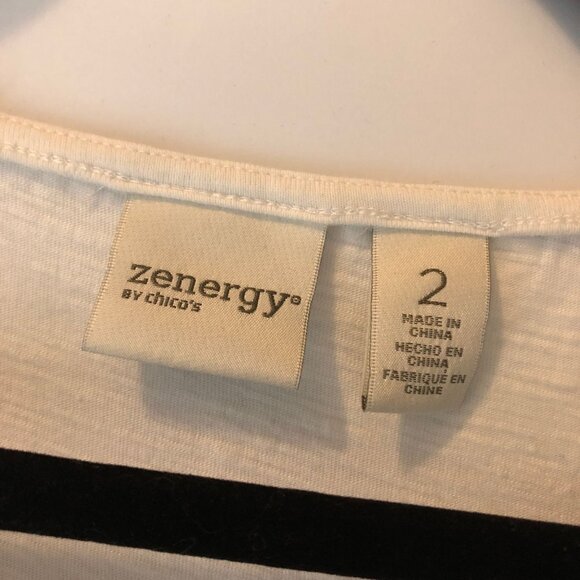 zenergy®
BY chico's
2
MADE IN
CHINA
HECHO EN
CHINA
FABRIQUÉ EN
CHINE